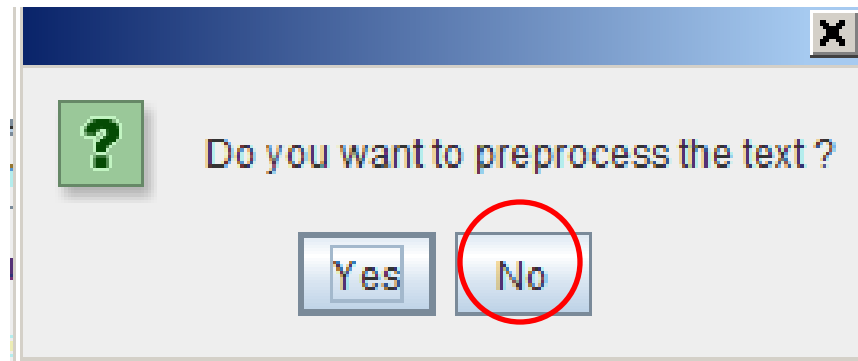 ?
Do you want to preprocess the text ?
Yes No